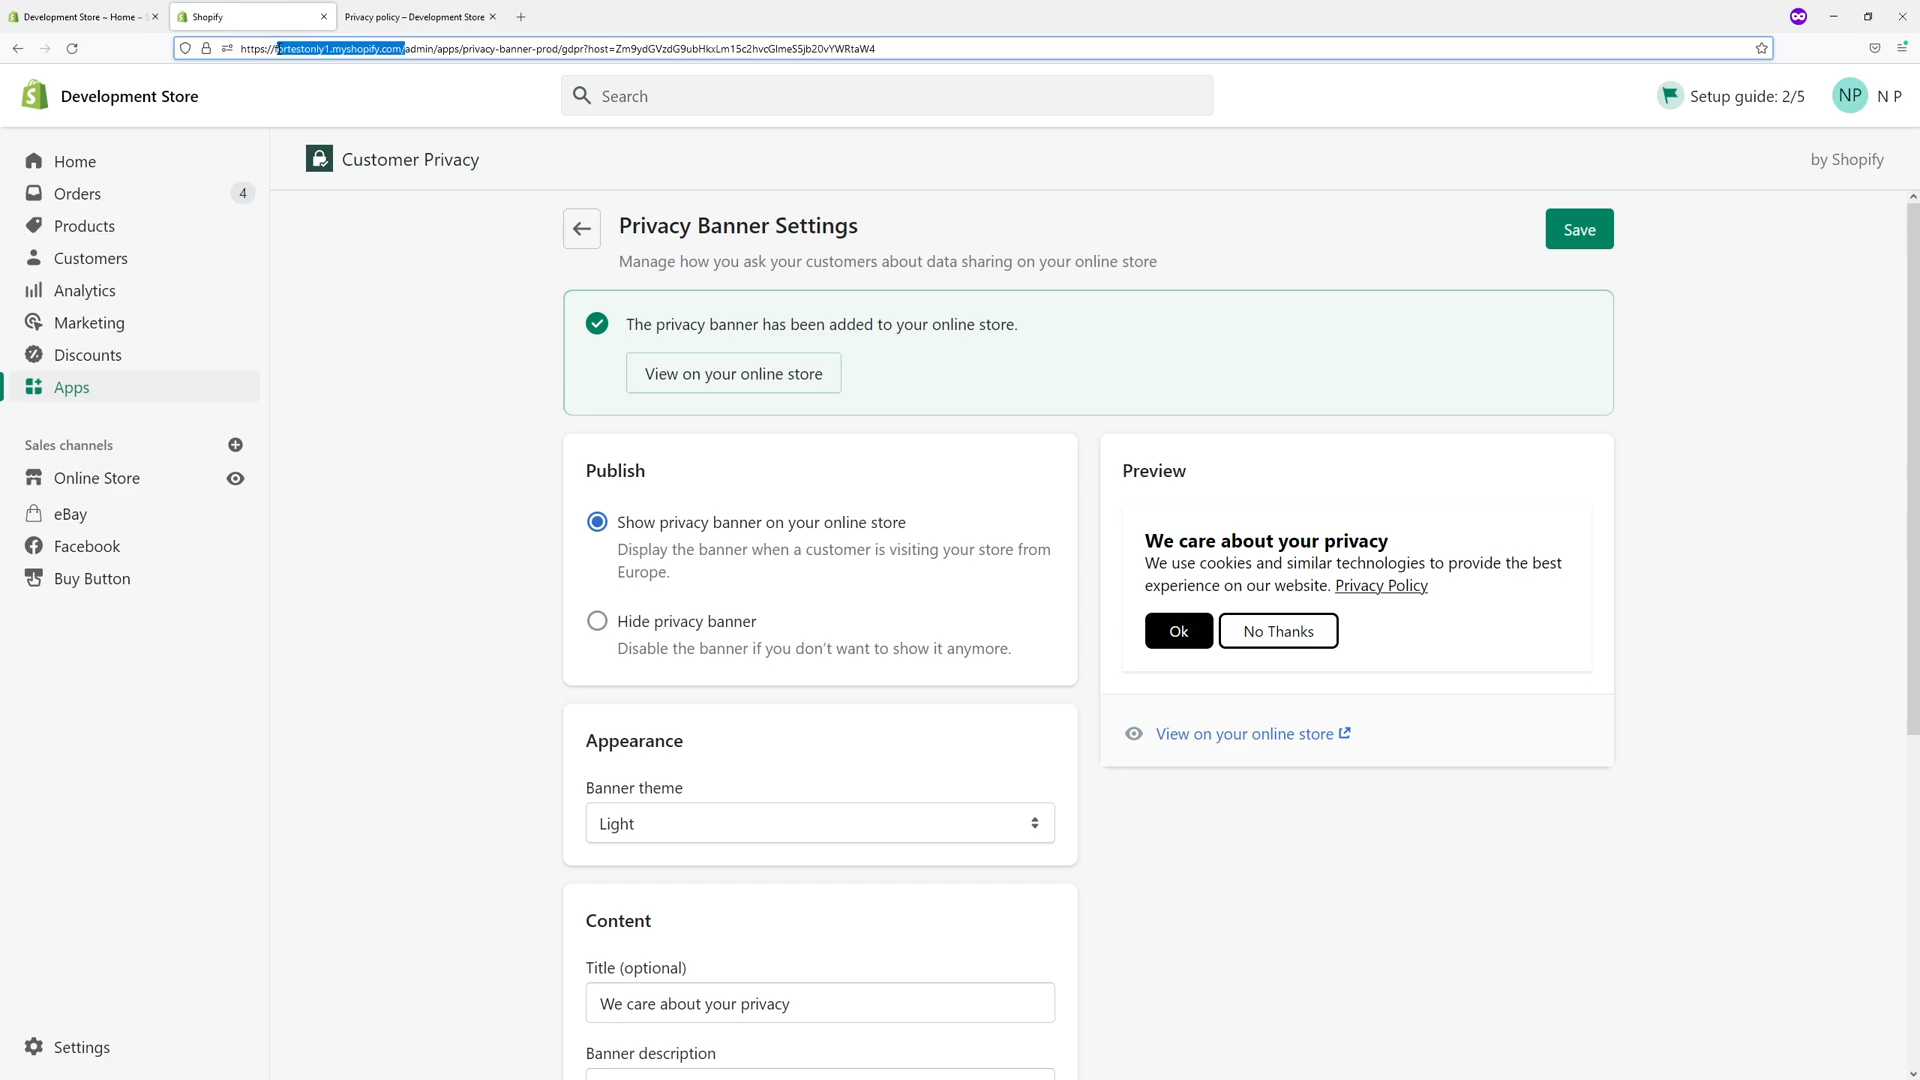 Development Store ~ Home ~ S
Shopify
Privacy policy – Development Store
https://fortestonly1.myshopify.com/admin/apps/privacy-banner-prod/gdpr?host=Zm9ydGVzdG9ubHkxLm15c2hvcGlmeS5jb20vYWRtaW4
Development Store
Search
Setup guide: 2/5
NP
N P
Home
Orders
4
Products
Customers
Analytics
Marketing
Discounts
Apps
Sales channels
Online Store
eBay
Facebook
Buy Button
Settings
Customer Privacy
by Shopify
Privacy Banner Settings
Manage how you ask your customers about data sharing on your online store
Save
The privacy banner has been added to your online store.
View on your online store
Publish
Show privacy banner on your online store
Display the banner when a customer is visiting your store from
Europe.
Hide privacy banner
Disable the banner if you don't want to show it anymore.
Preview
We care about your privacy
We use cookies and similar technologies to provide the best
experience on our website. Privacy Policy
Ok
No Thanks
View on your online store
Appearance
Banner theme
Light
Content
Title (optional)
We care about your privacy
Banner description